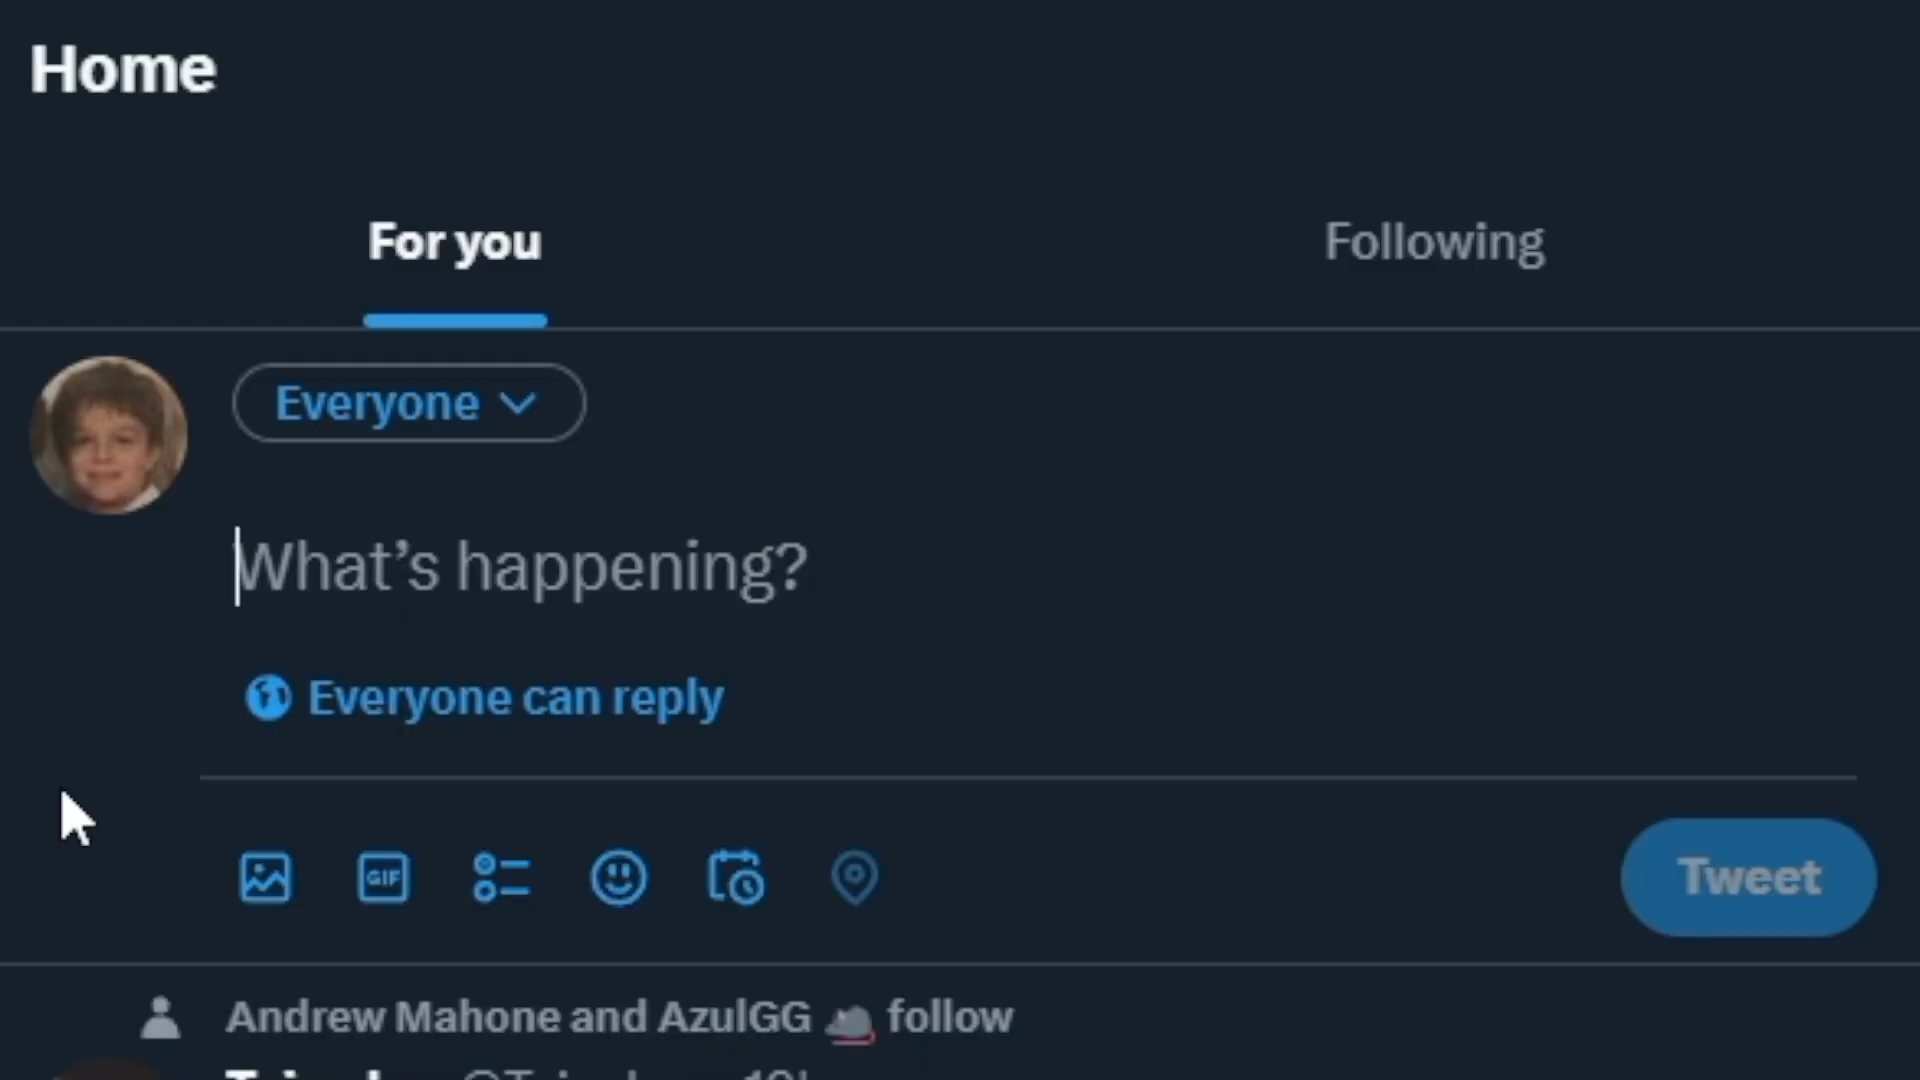 Home
For you
Following
Everyone
What’s happening?
Everyone can reply
GIF
Tweet
Andrew Mahone and AzulGG 🐀 follow